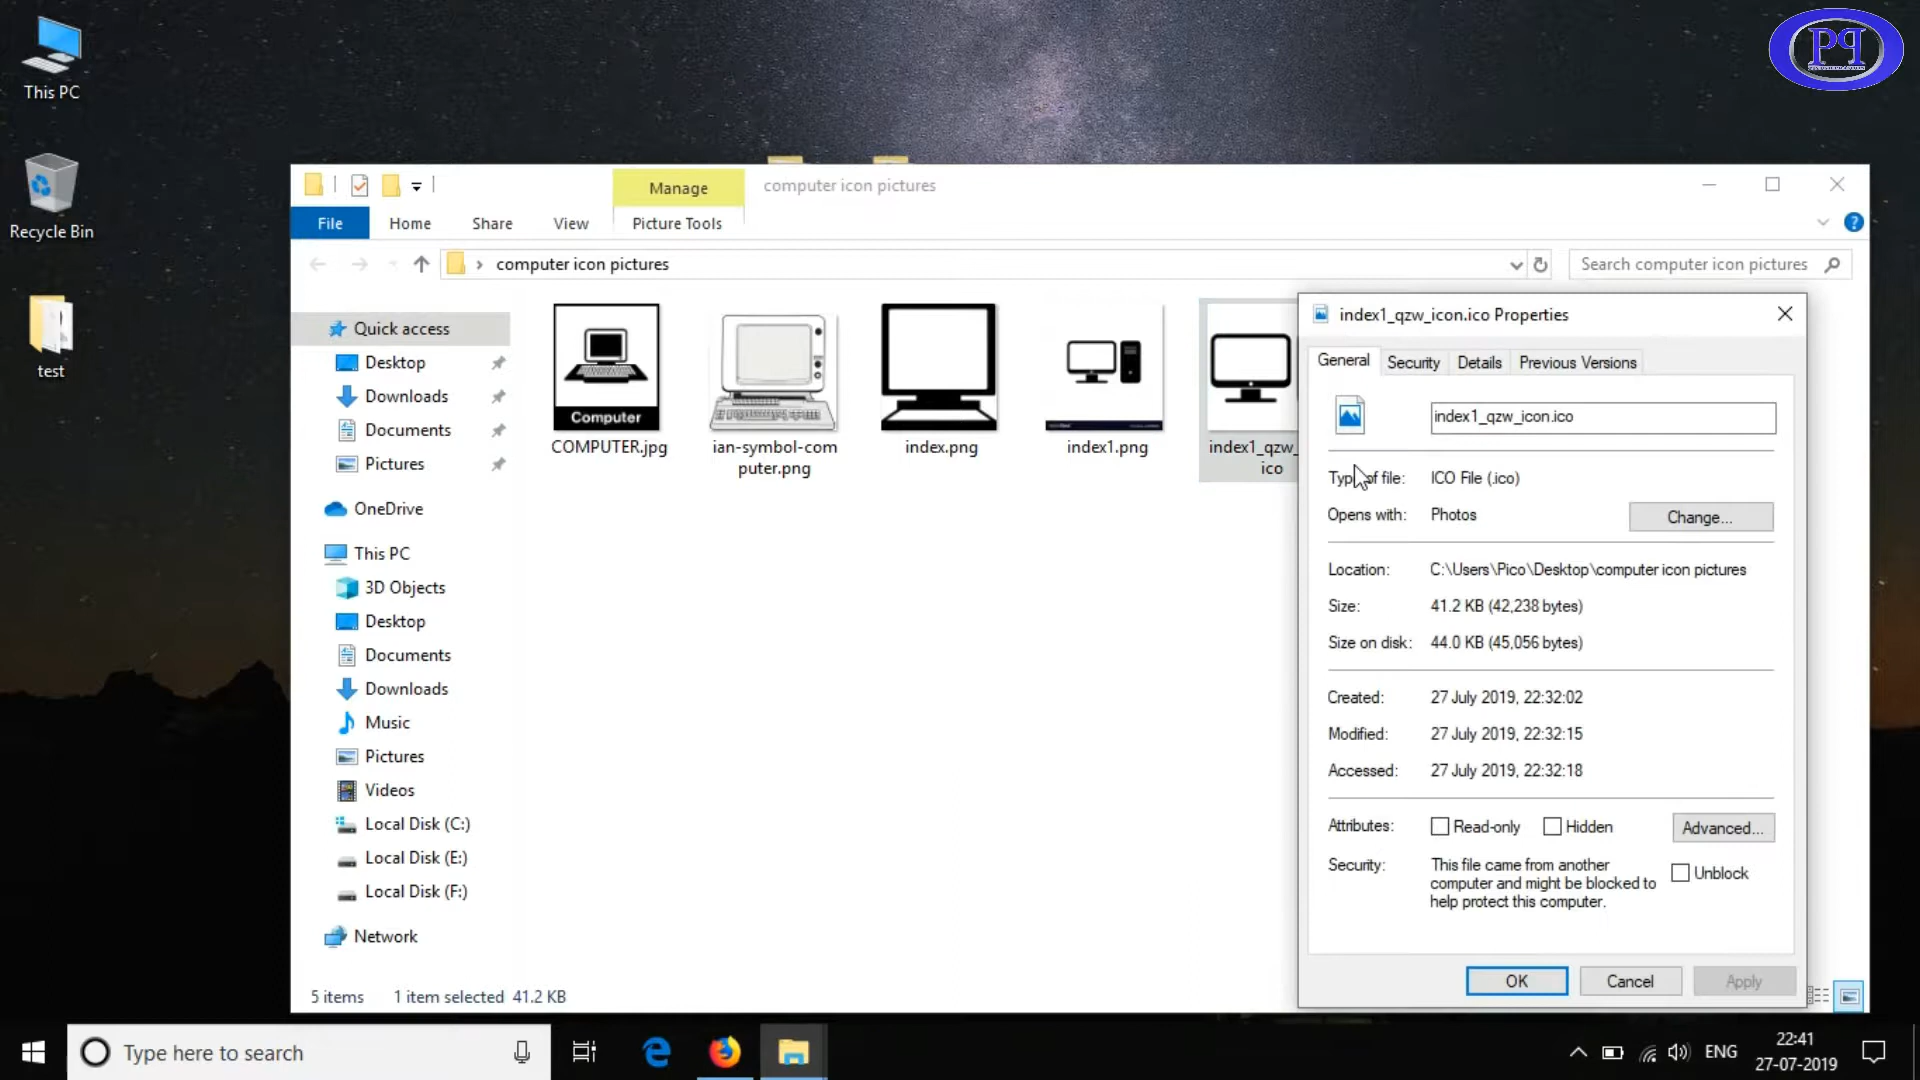 This PC
Recycle Bin
test
Pq
Manage
computer icon pictures
File
Home
Share
View
Picture Tools
computer icon pictures
Search computer icon pictures
Quick access
Desktop
Downloads
Documents
Pictures
OneDrive
This PC
3D Objects
Desktop
Documents
Downloads
Music
Pictures
Videos
Local Disk (C:)
Local Disk (E:)
Local Disk (F:)
Network
Computer
COMPUTER.jpg
ian-symbol-com
puter.png
index.png
index1.png
index1_qzw_
ico
5 items
1 item selected 41.2 KB
index1_qzw_icon.ico Properties
General
Security
Details
Previous Versions
index1_qzw_icon.ico
Type of file:
ICO File (.ico)
Opens with:
Photos
Change...
Location:
C:\Users\Pico\Desktop\computer icon pictures
Size:
41.2 KB (42,238 bytes)
Size on disk:
44.0 KB (45,056 bytes)
Created:
27 July 2019, 22:32:02
Modified:
27 July 2019, 22:32:15
Accessed:
27 July 2019, 22:32:18
Attributes:
Read-only
Hidden
Advanced...
Security:
This file came from another
computer and might be blocked to
help protect this computer.
Unblock
OK
Cancel
Apply
Type here to search
ENG
22:41
27-07-2019